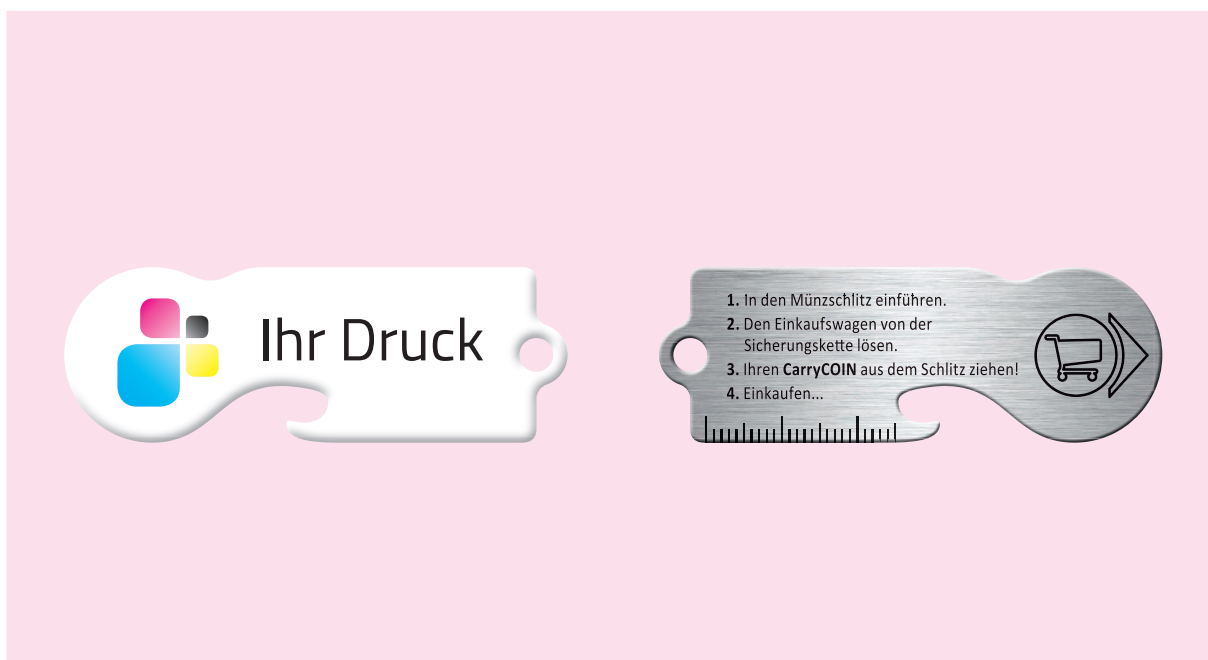 Ihr Druck
1. In den Münzschlitz einführen.
2. Den Einkaufswagen von der
Sicherungskette lösen.
3. Ihren CarryCOIN aus dem Schlitz ziehen!
4. Einkaufen...